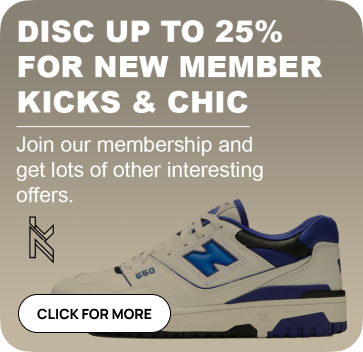 DISC UP TO 25%
FOR NEW MEMBER
KICKS & CHIC
Join our membership and
get lots of other interesting
offers.
550
N
CLICK FOR MORE